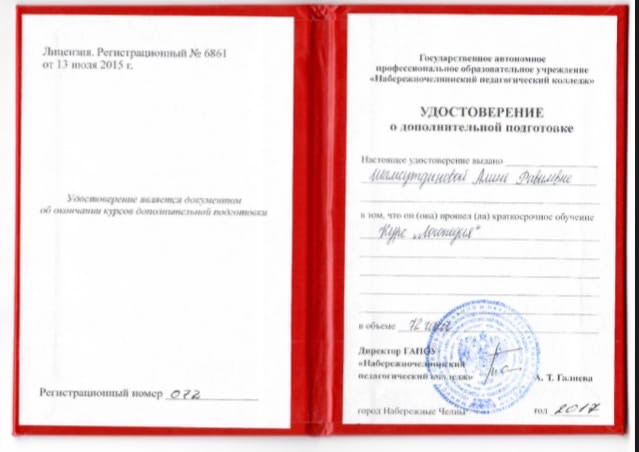 Лицензия. Регистрационный № 6861
от 13 июля 2015 г.
Удостоверение является документом
об окончании курсов дополнительной подготовки
Регистрационный номер 072
Государственное автономное
профессиональное образовательное учреждение
«Набережночелнинский педагогический колледж»
УДОСТОВЕРЕНИЕ
о дополнительной подготовке
Настоящее удостоверение выдано
Шамсутдиновой Алине
в том, что он (она) прошел (ла) краткосрочное обучение
Курс „Логопедия“
в объеме 72 часа
Директор ГАПОУ
«Набережночелнинский
педагогический колледж» А. Т. Галиева
город Набережные Челны год 2017